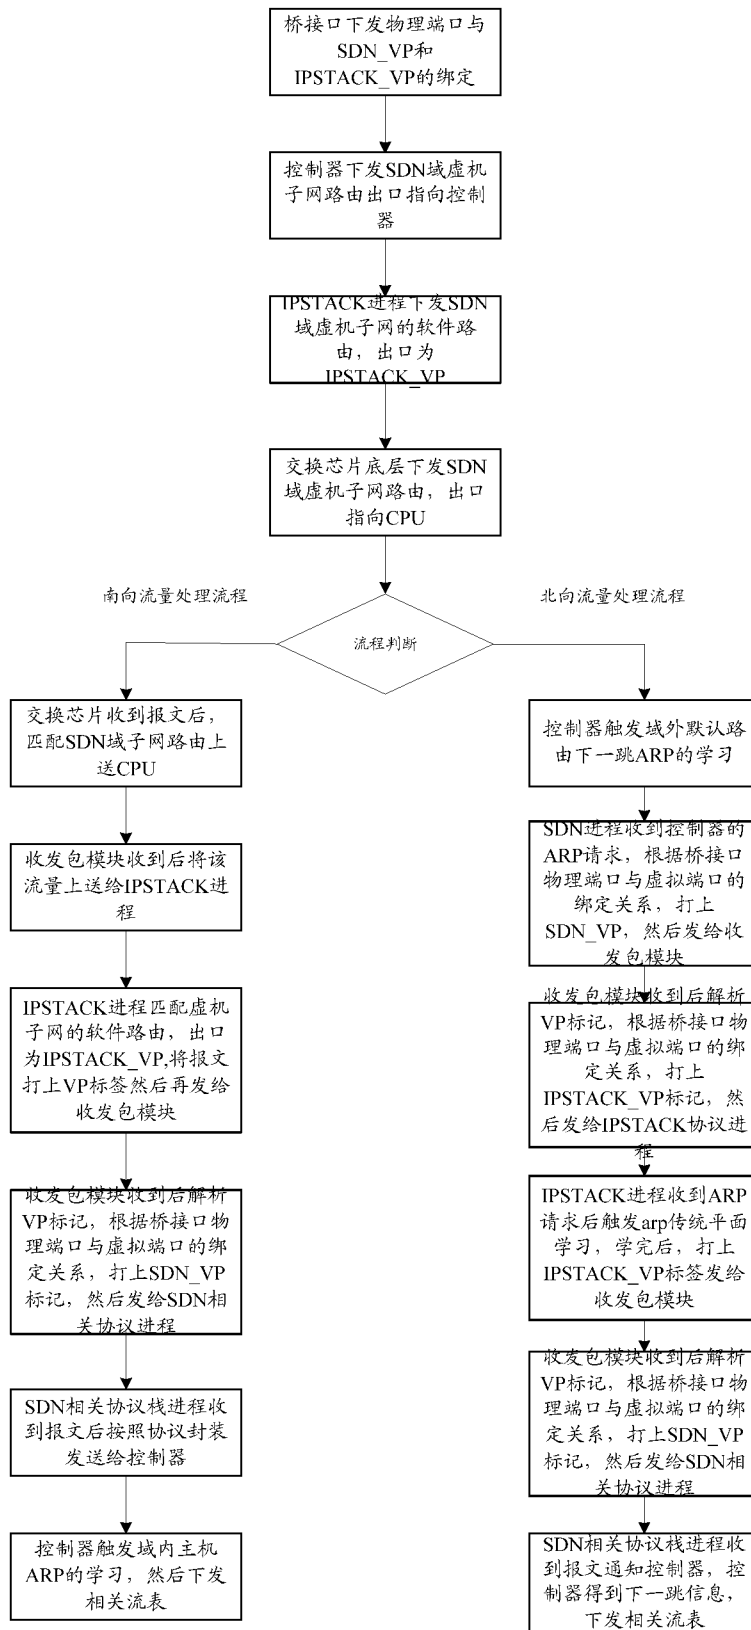 桥接口下发物理端口与
SDN_VP和
IPSTACK_VP的绑定
控制器下发SDN域虚机
子网路由出口指向控制
器
IPSTACK进程下发SDN
域虚机子网的软件路
由，出口为
IPSTACK_VP
交换芯片底层下发SDN
域虚机子网路由，出口
指向CPU
南向流量处理流程
北向流量处理流程
流程判断
交换芯片收到报文后，
匹配SDN域子网路由上
送CPU
收发包模块收到后将该
流量上送给IPSTACK进
程
IPSTACK进程匹配虚机
子网的软件路由，出口
为IPSTACK_VP,将报文
打上VP标签然后再发给
收发包模块
收发包模块收到后解析
VP标记，根据桥接口物
理端口与虚拟端口的绑
定关系，打上SDN_VP
标记，然后发给SDN相
关协议进程
SDN相关协议栈进程收
到报文后按照协议封装
发送给控制器
控制器触发域内主机
ARP的学习，然后下发
相关流表
控制器触发域外默认路
由下一跳ARP的学习
SDN进程收到控制器的
ARP请求，根据桥接口
物理端口与虚拟端口的
绑定关系，打上
SDN_VP，然后发给收
发包模块
收发包模块收到后解析
VP标记，根据桥接口物
理端口与虚拟端口的绑
定关系，打上
IPSTACK_VP标记，然
后发给IPSTACK协议进
程
IPSTACK进程收到ARP
请求后触发arp传统平面
学习，学完后，打上
IPSTACK_VP标签发给
收发包模块
收发包模块收到后解析
VP标记，根据桥接口物
理端口与虚拟端口的绑
定关系，打上SDN_VP
标记，然后发给SDN相
关协议进程
SDN相关协议栈进程收
到报文通知控制器，控
制器得到下一跳信息，
下发相关流表